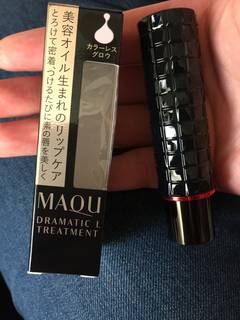 カラーレス
グロウ
美容オイル生まれのリップケア
とろけて密着、つけるたびに素の唇を美しく
MAQU
DRAMATIC L
TREATMENT